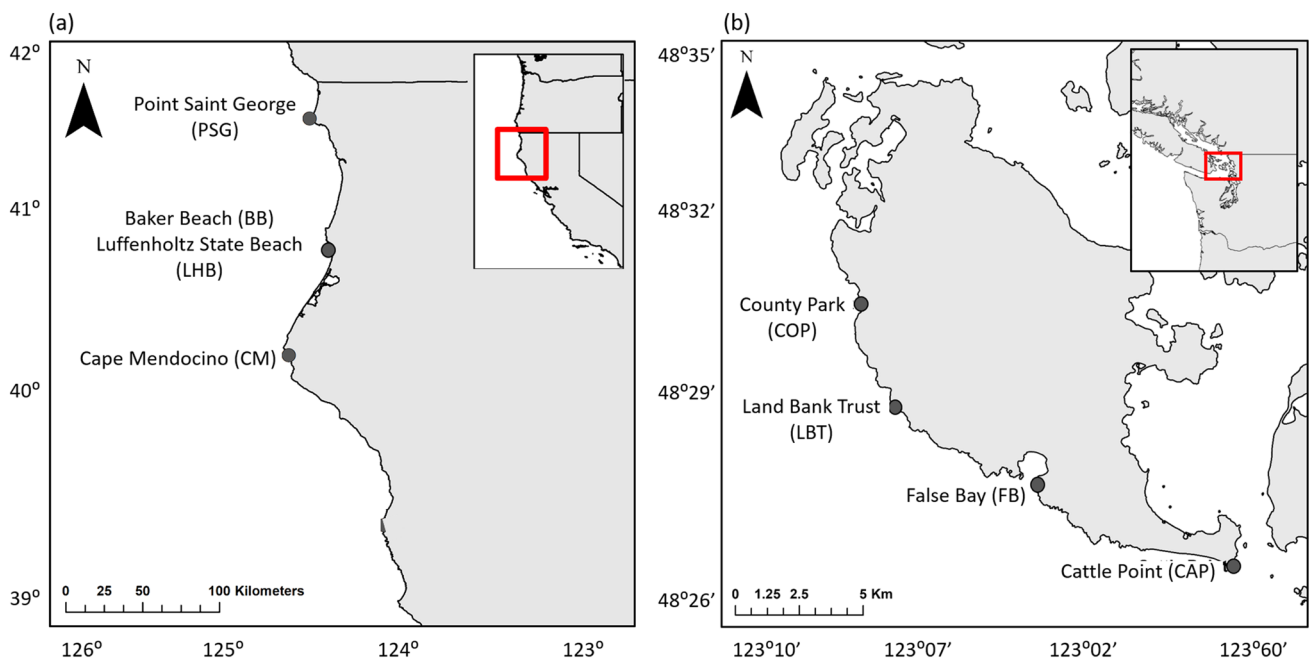 (a)
42°
41°
40°
39°
N
Point Saint George
(PSG)
Baker Beach (BB)
Luffenholtz State Beach
(LHB)
Cape Mendocino (CM)
0 25 50 100 Kilometers
126° 125° 124° 123°
(b)
48°35′
48°32′
48°29′
48°26′
N
County Park
(COP)
Land Bank Trust
(LBT)
False Bay (FB)
Cattle Point (CAP)
0 1.25 2.5 5 Km
123°10′ 123°07′ 123°02′ 123°60′